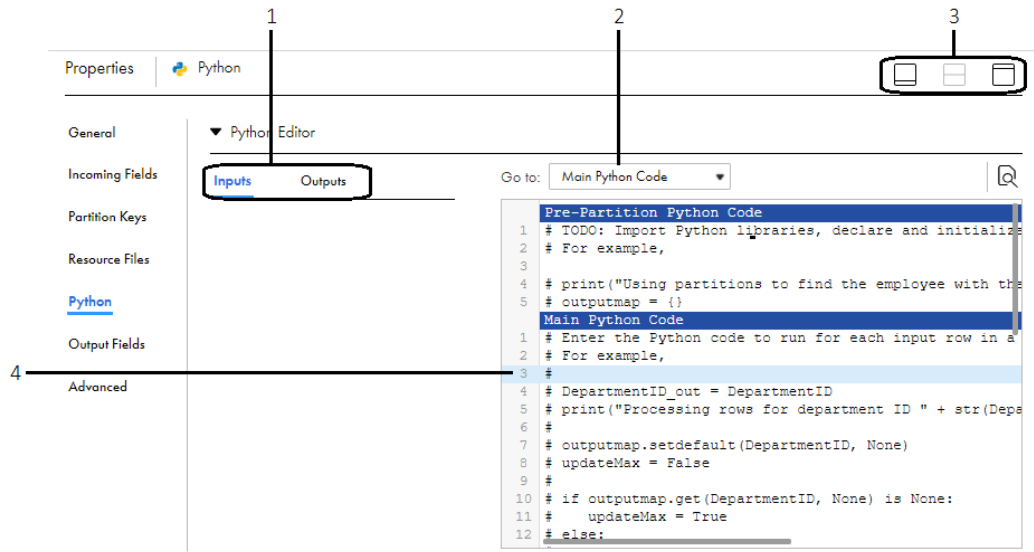 1
2
3
Properties
Python
General
Incoming Fields
Partition Keys
Resource Files
Python
Output Fields
Advanced
4
Python Editor
Inputs
Outputs
Go to:
Main Python Code
Pre-Partition Python Code
1 # TODO: Import Python libraries, declare and initialize
2 # For example,
3
4 # print("Using partitions to find the employee with the
5 # outputmap = {}
Main Python Code
1 # Enter the Python code to run for each input row in a
2 # For example,
3 #
4 # DepartmentID_out = DepartmentID
5 # print("Processing rows for department ID " + str(Depa
6 #
7 # outputmap.setdefault(DepartmentID, None)
8 # updateMax = False
9 #
10 # if outputmap.get(DepartmentID, None) is None:
11 #    updateMax = True
12 # else: